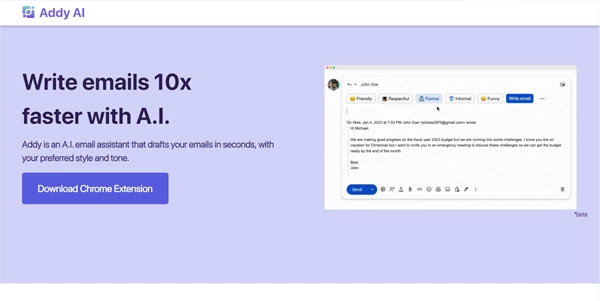 Addy AI
Write emails 10x
faster with A.I.
Addy is an A.I. email assistant that drafts your emails in seconds, with
your preferred style and tone.
Download Chrome Extension
John Doe
Friendly Respectful Formal Informal Funny Write email
On Wed, Jan 4, 2023 at 1:00 PM John Doe
wrote:
Hi Michael,
We are making good progress on the fiscal year 2023 budget but we are running into some challenges. I know you are on
vacation for Christmas but I want to invite you to an emergency meeting to discuss these challenges so we can get the budget
ready by the end of the month.
Best,
John
Send
*beta